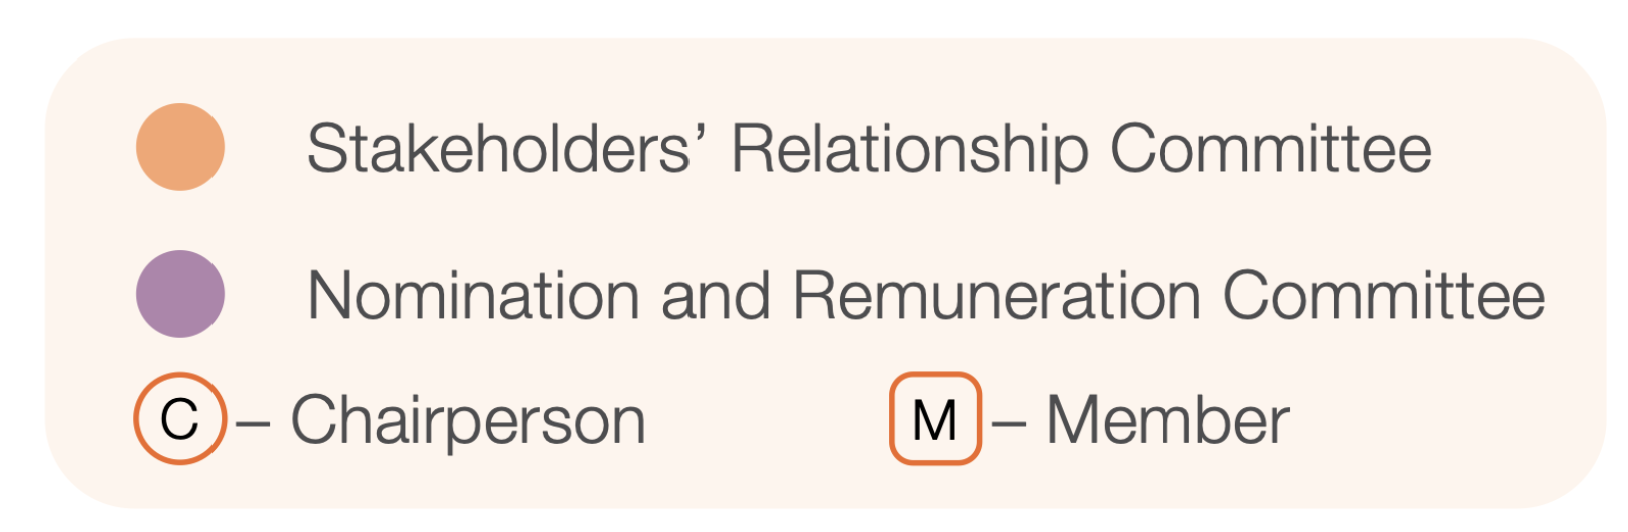 Stakeholders’ Relationship Committee
Nomination and Remuneration Committee
C – Chairperson M – Member